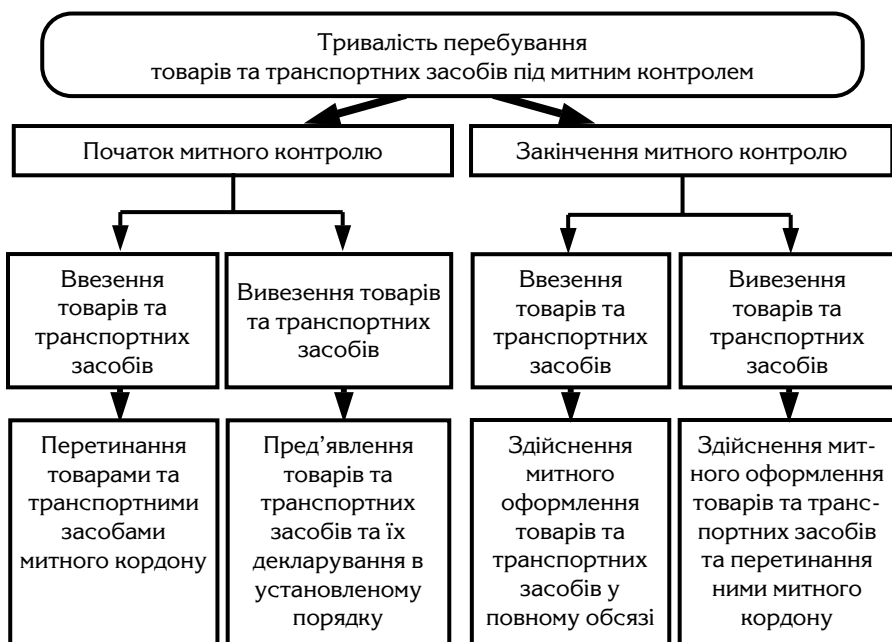 Тривалість перебування
товарів та транспортних засобів під митним контролем
Початок митного контролю
Закінчення митного контролю
Ввезення
товарів та
транспортних
засобів
Вивезення товарів
та транспортних
засобів
Ввезення
товарів та
транспортних
засобів
Вивезення
товарів та
транспортних
засобів
Перетинання
товарами та
транспортними
засобами
митного кордону
Пред’явлення
товарів та
транспортних
засобів та їх
декларування в
установленому
порядку
Здійснення
митного
оформлення
товарів та
транспортних
засобів у
повному обсязі
Здійснення мит-
ного оформлення
товарів та транс-
портних засобів
та перетинання
ними митного
кордону